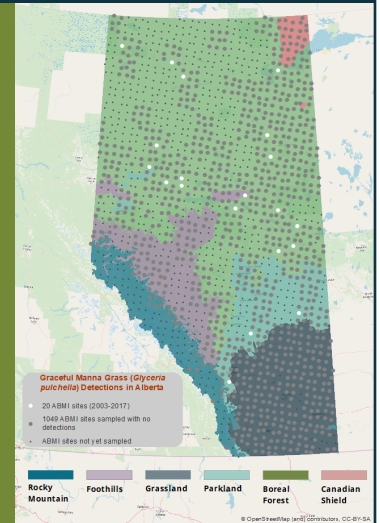 Graceful Manna Grass (Glyceria
pulchella) Detections in Alberta
20 ABMI sites (2003-2017)
1049 ABMI sites sampled with no
detections
ABMI sites not yet sampled
Rocky
Mountain
Foothills
Grassland
Parkland
Boreal
Forest
Canadian
Shield
© OpenStreetMap (and) contributors, CC-BY-SA